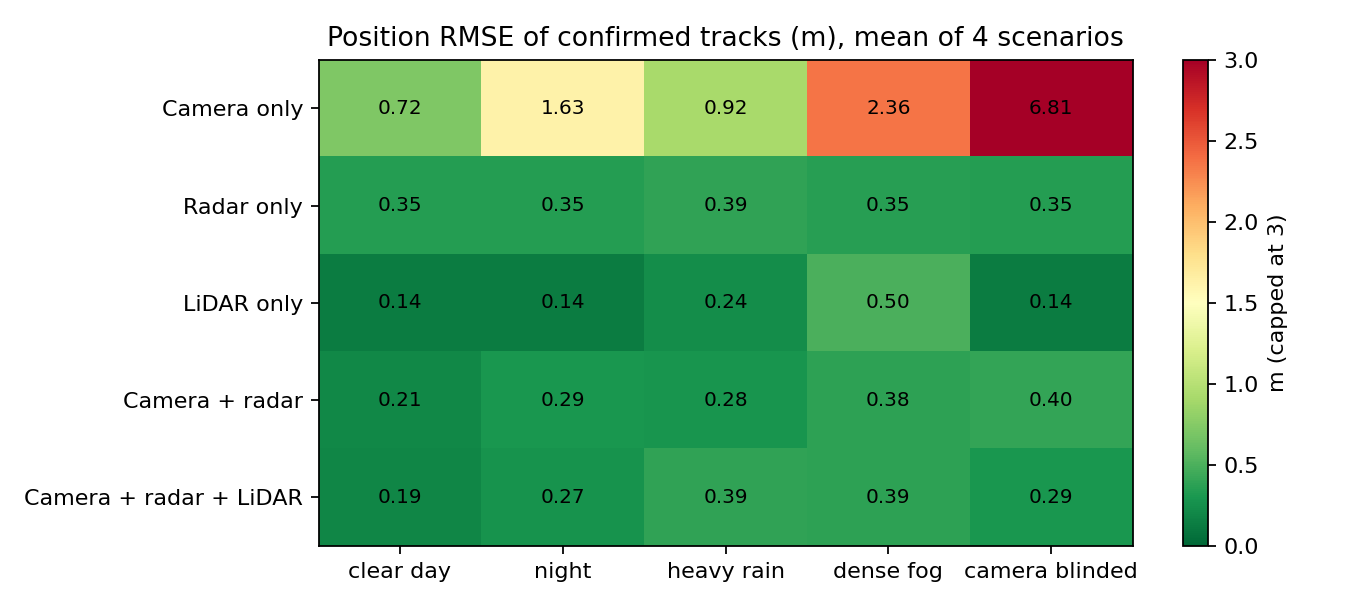 Position RMSE of confirmed tracks (m), mean of 4 scenarios
Camera only 0.72 1.63 0.92 2.36 6.81
Radar only 0.35 0.35 0.39 0.35 0.35
LiDAR only 0.14 0.14 0.24 0.50 0.14
Camera + radar 0.21 0.29 0.28 0.38 0.40
Camera + radar + LiDAR 0.19 0.27 0.39 0.39 0.29
clear day night heavy rain dense fog camera blinded
3.0
2.5
2.0
1.5
1.0
0.5
0.0
m (capped at 3)